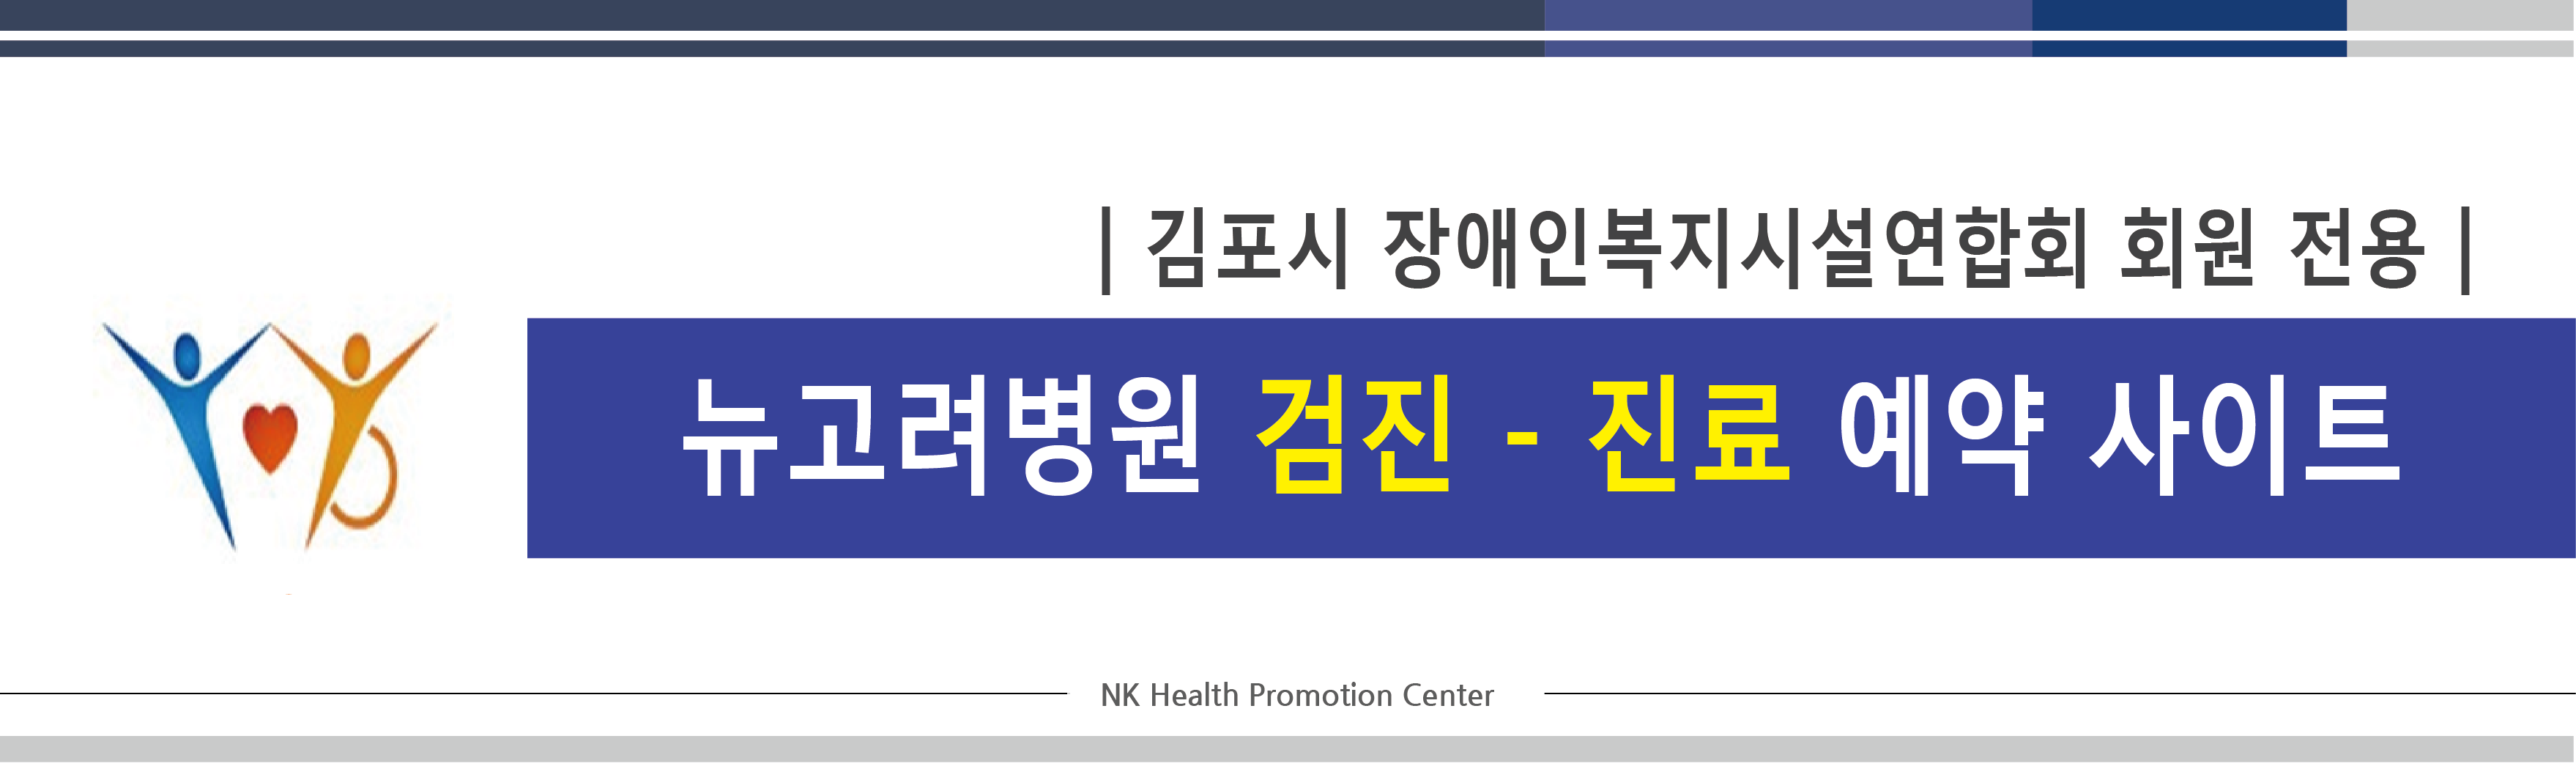 | 김포시 장애인복지시설연합회 회원 전용 |
뉴고려병원 검진 - 진료 예약 사이트
NK Health Promotion Center